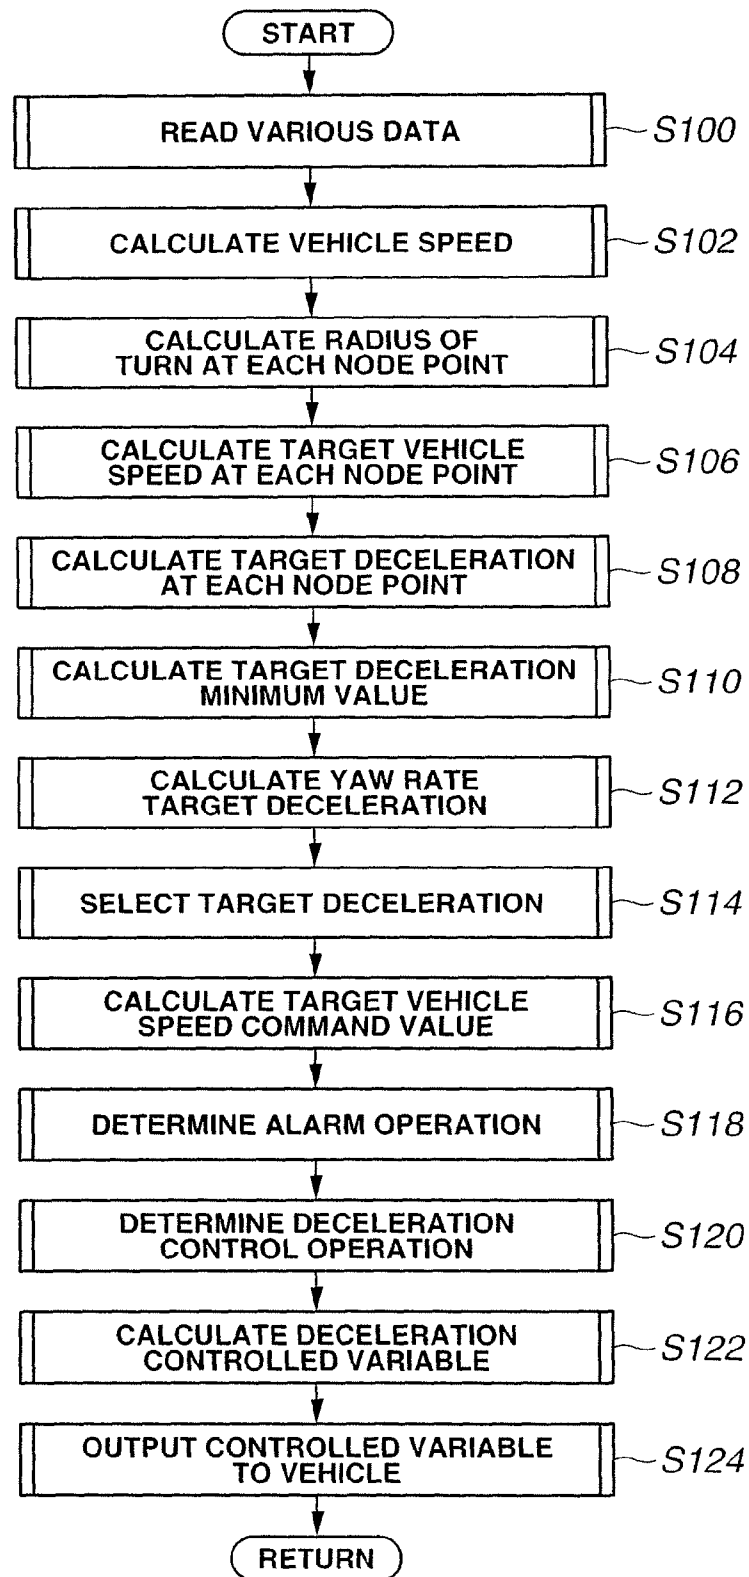 START
READ VARIOUS DATA
S100
CALCULATE VEHICLE SPEED
S102
CALCULATE RADIUS OF
TURN AT EACH NODE POINT
S104
CALCULATE TARGET VEHICLE
SPEED AT EACH NODE POINT
S106
CALCULATE TARGET DECELERATION
AT EACH NODE POINT
S108
CALCULATE TARGET DECELERATION
MINIMUM VALUE
S110
CALCULATE YAW RATE
TARGET DECELERATION
S112
SELECT TARGET DECELERATION
S114
CALCULATE TARGET VEHICLE
SPEED COMMAND VALUE
S116
DETERMINE ALARM OPERATION
S118
DETERMINE DECELERATION
CONTROL OPERATION
S120
CALCULATE DECELERATION
CONTROLLED VARIABLE
S122
OUTPUT CONTROLLED VARIABLE
TO VEHICLE
S124
RETURN